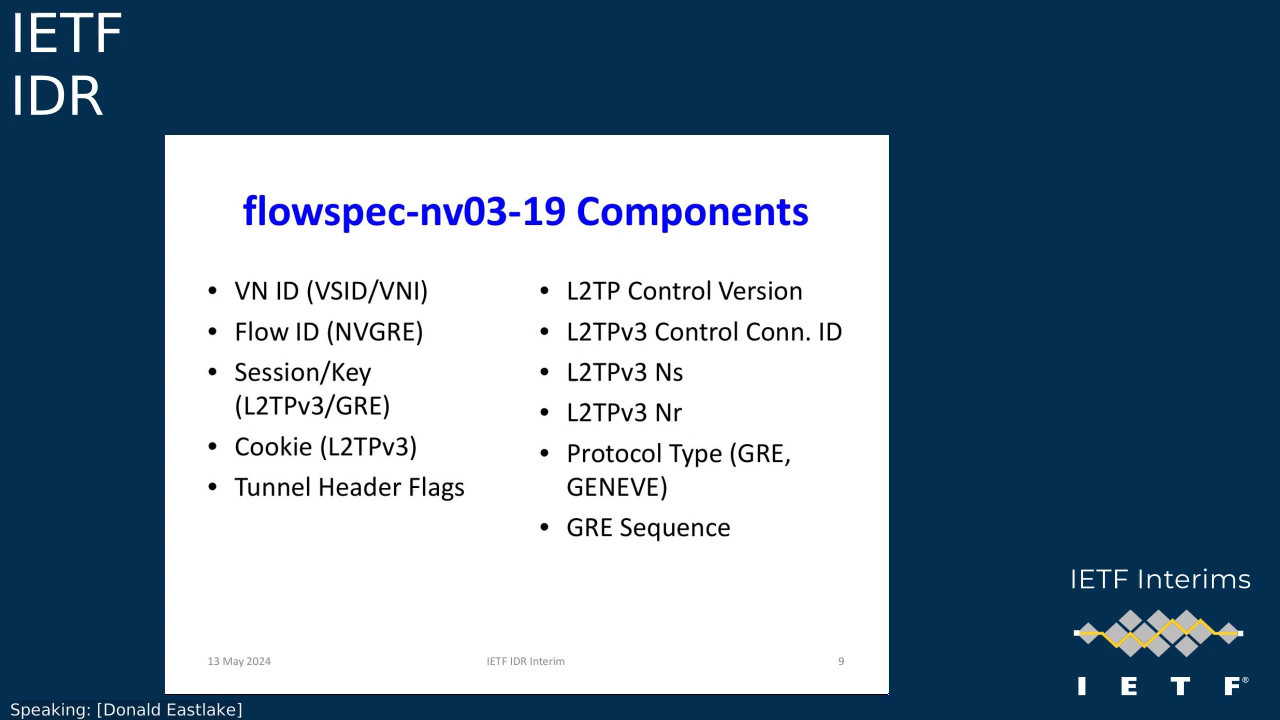 IETF
IDR
flowspec-nv03-19 Components
• VN ID (VSID/VNI)
• Flow ID (NVGRE)
• Session/Key
(L2TPv3/GRE)
• Cookie (L2TPv3)
• Tunnel Header Flags
• L2TP Control Version
• L2TPv3 Control Conn. ID
• L2TPv3 Ns
• L2TPv3 Nr
• Protocol Type (GRE,
GENEVE)
• GRE Sequence
13 May 2024
IETF IDR Interim
9
IETF Interims
I E T F®
Speaking: [Donald Eastlake]